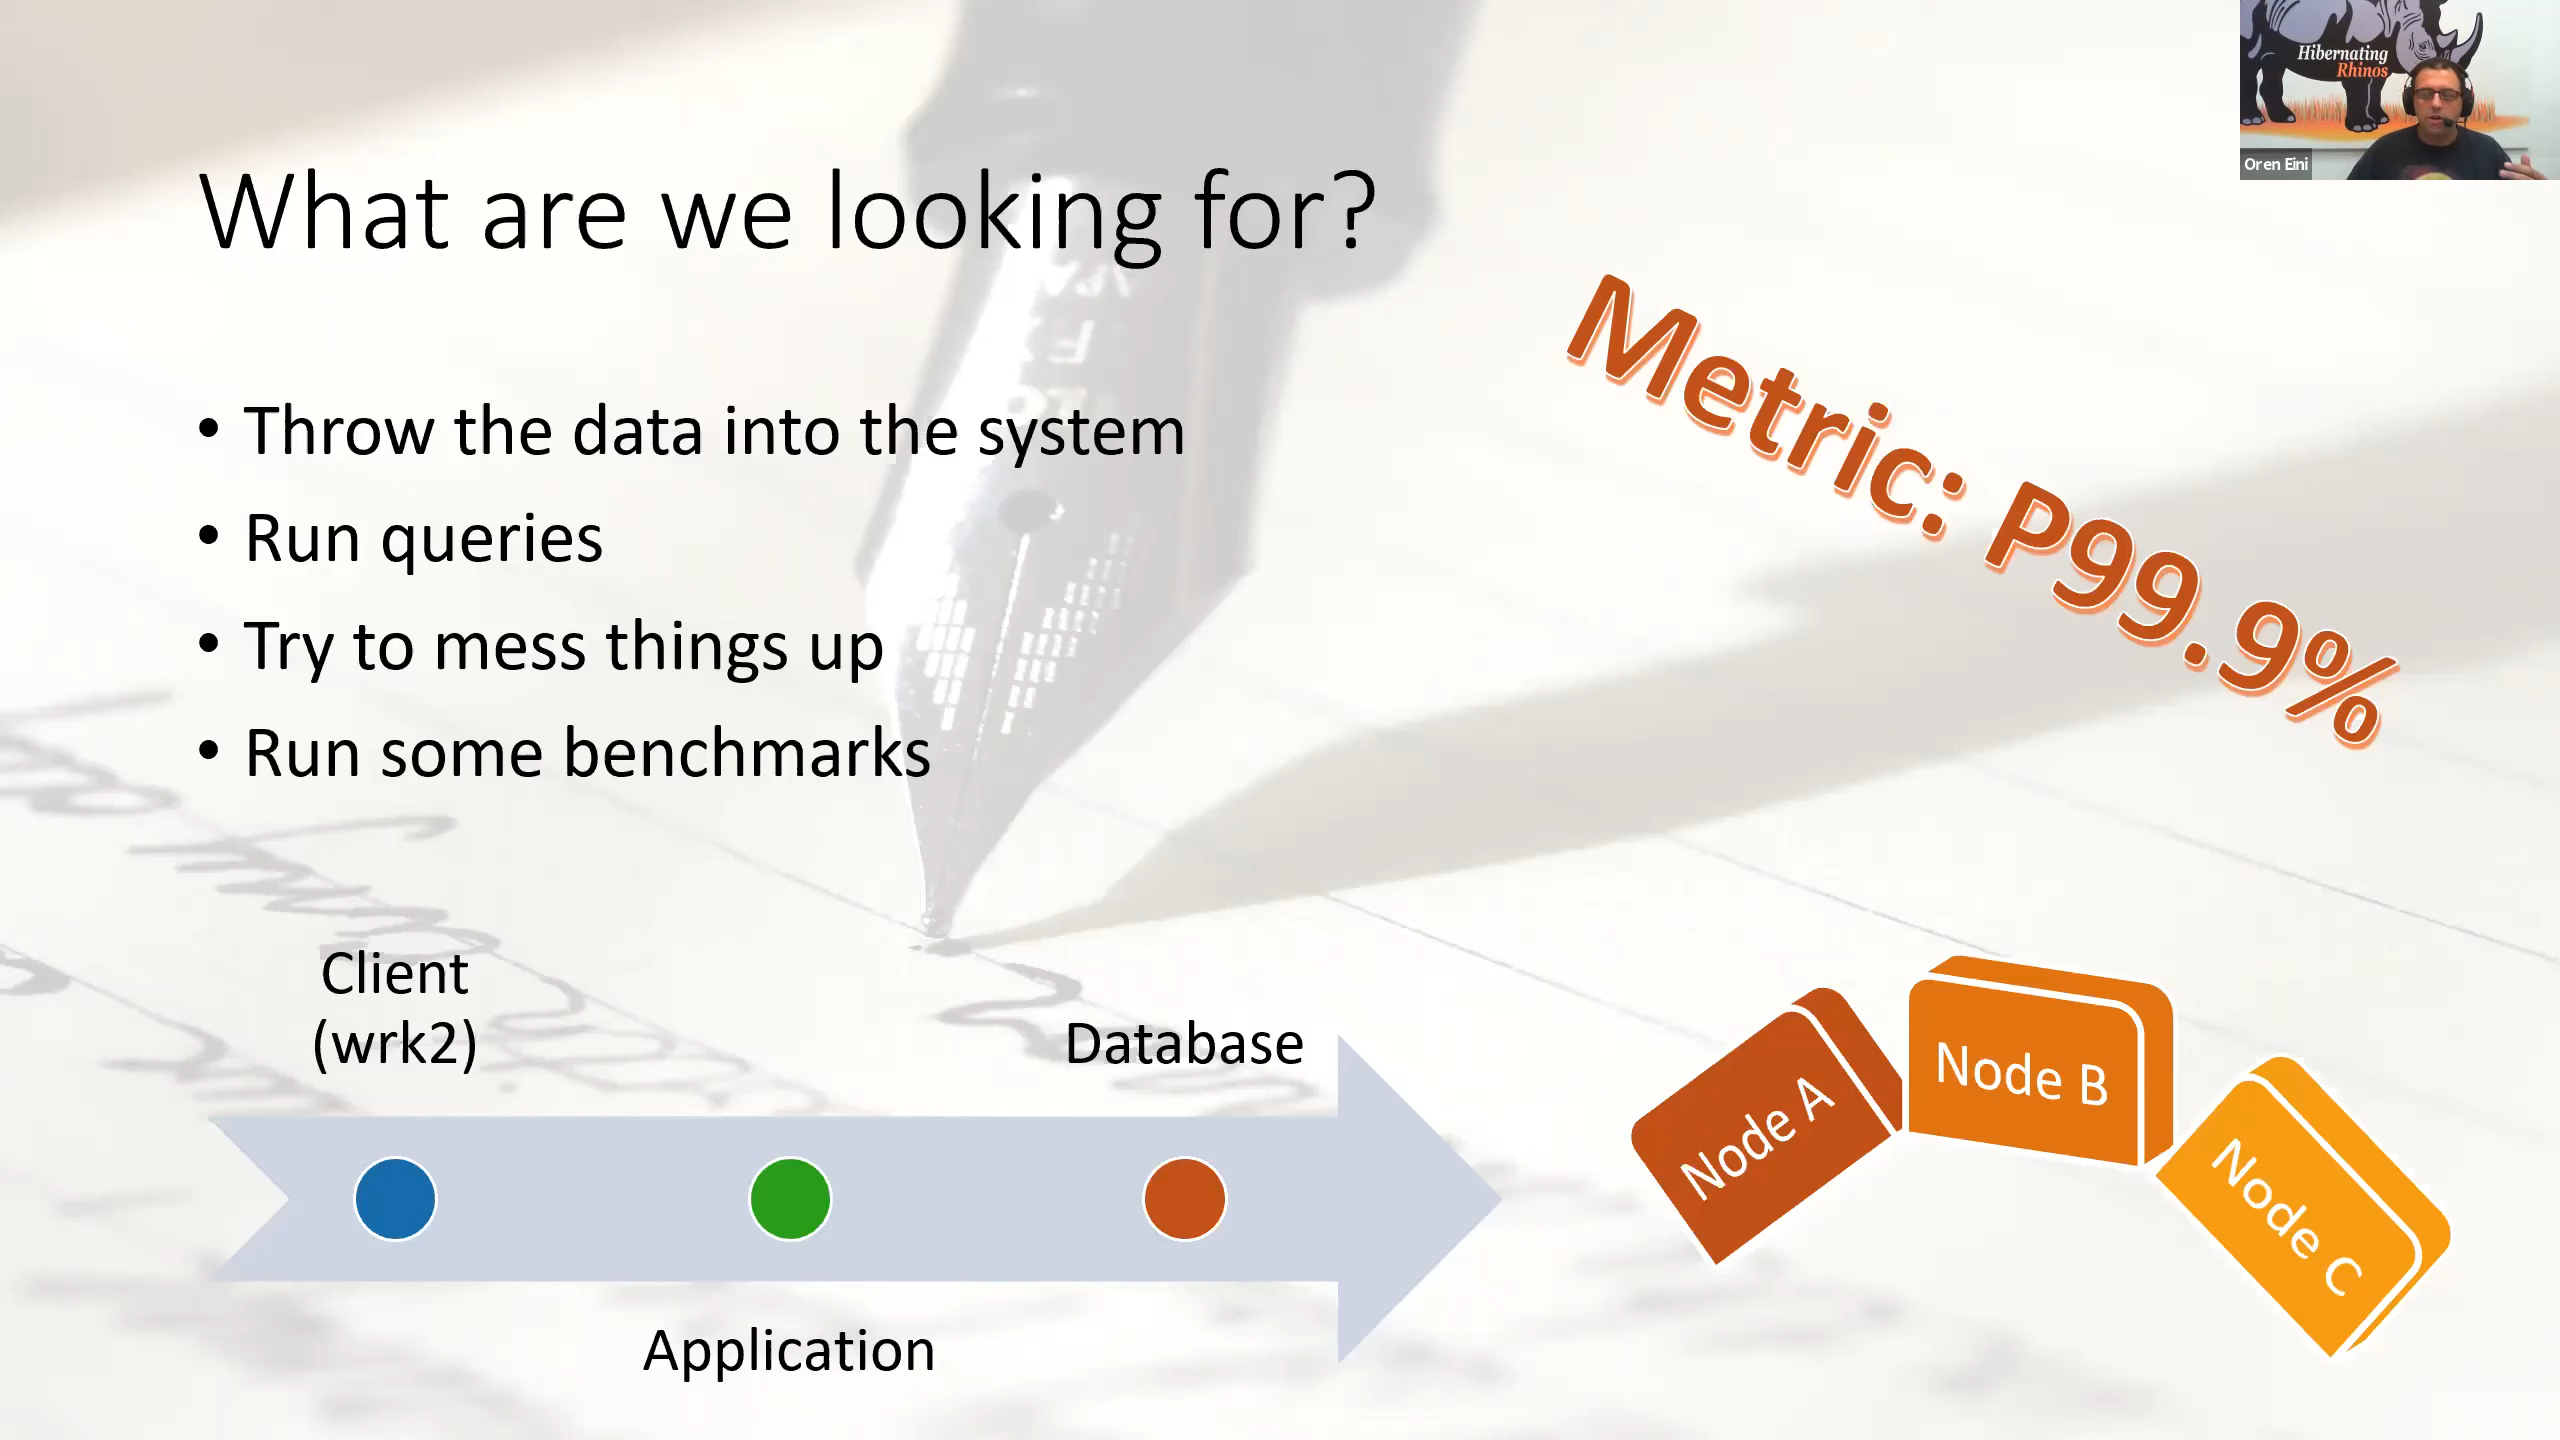 Hibernating
Rhinos
Oren Eini
What are we looking for?
Metric: P99.9%
• Throw the data into the system
• Run queries
• Try to mess things up
• Run some benchmarks
Client
(wrk2)
Database
Application
Node A
Node B
Node C